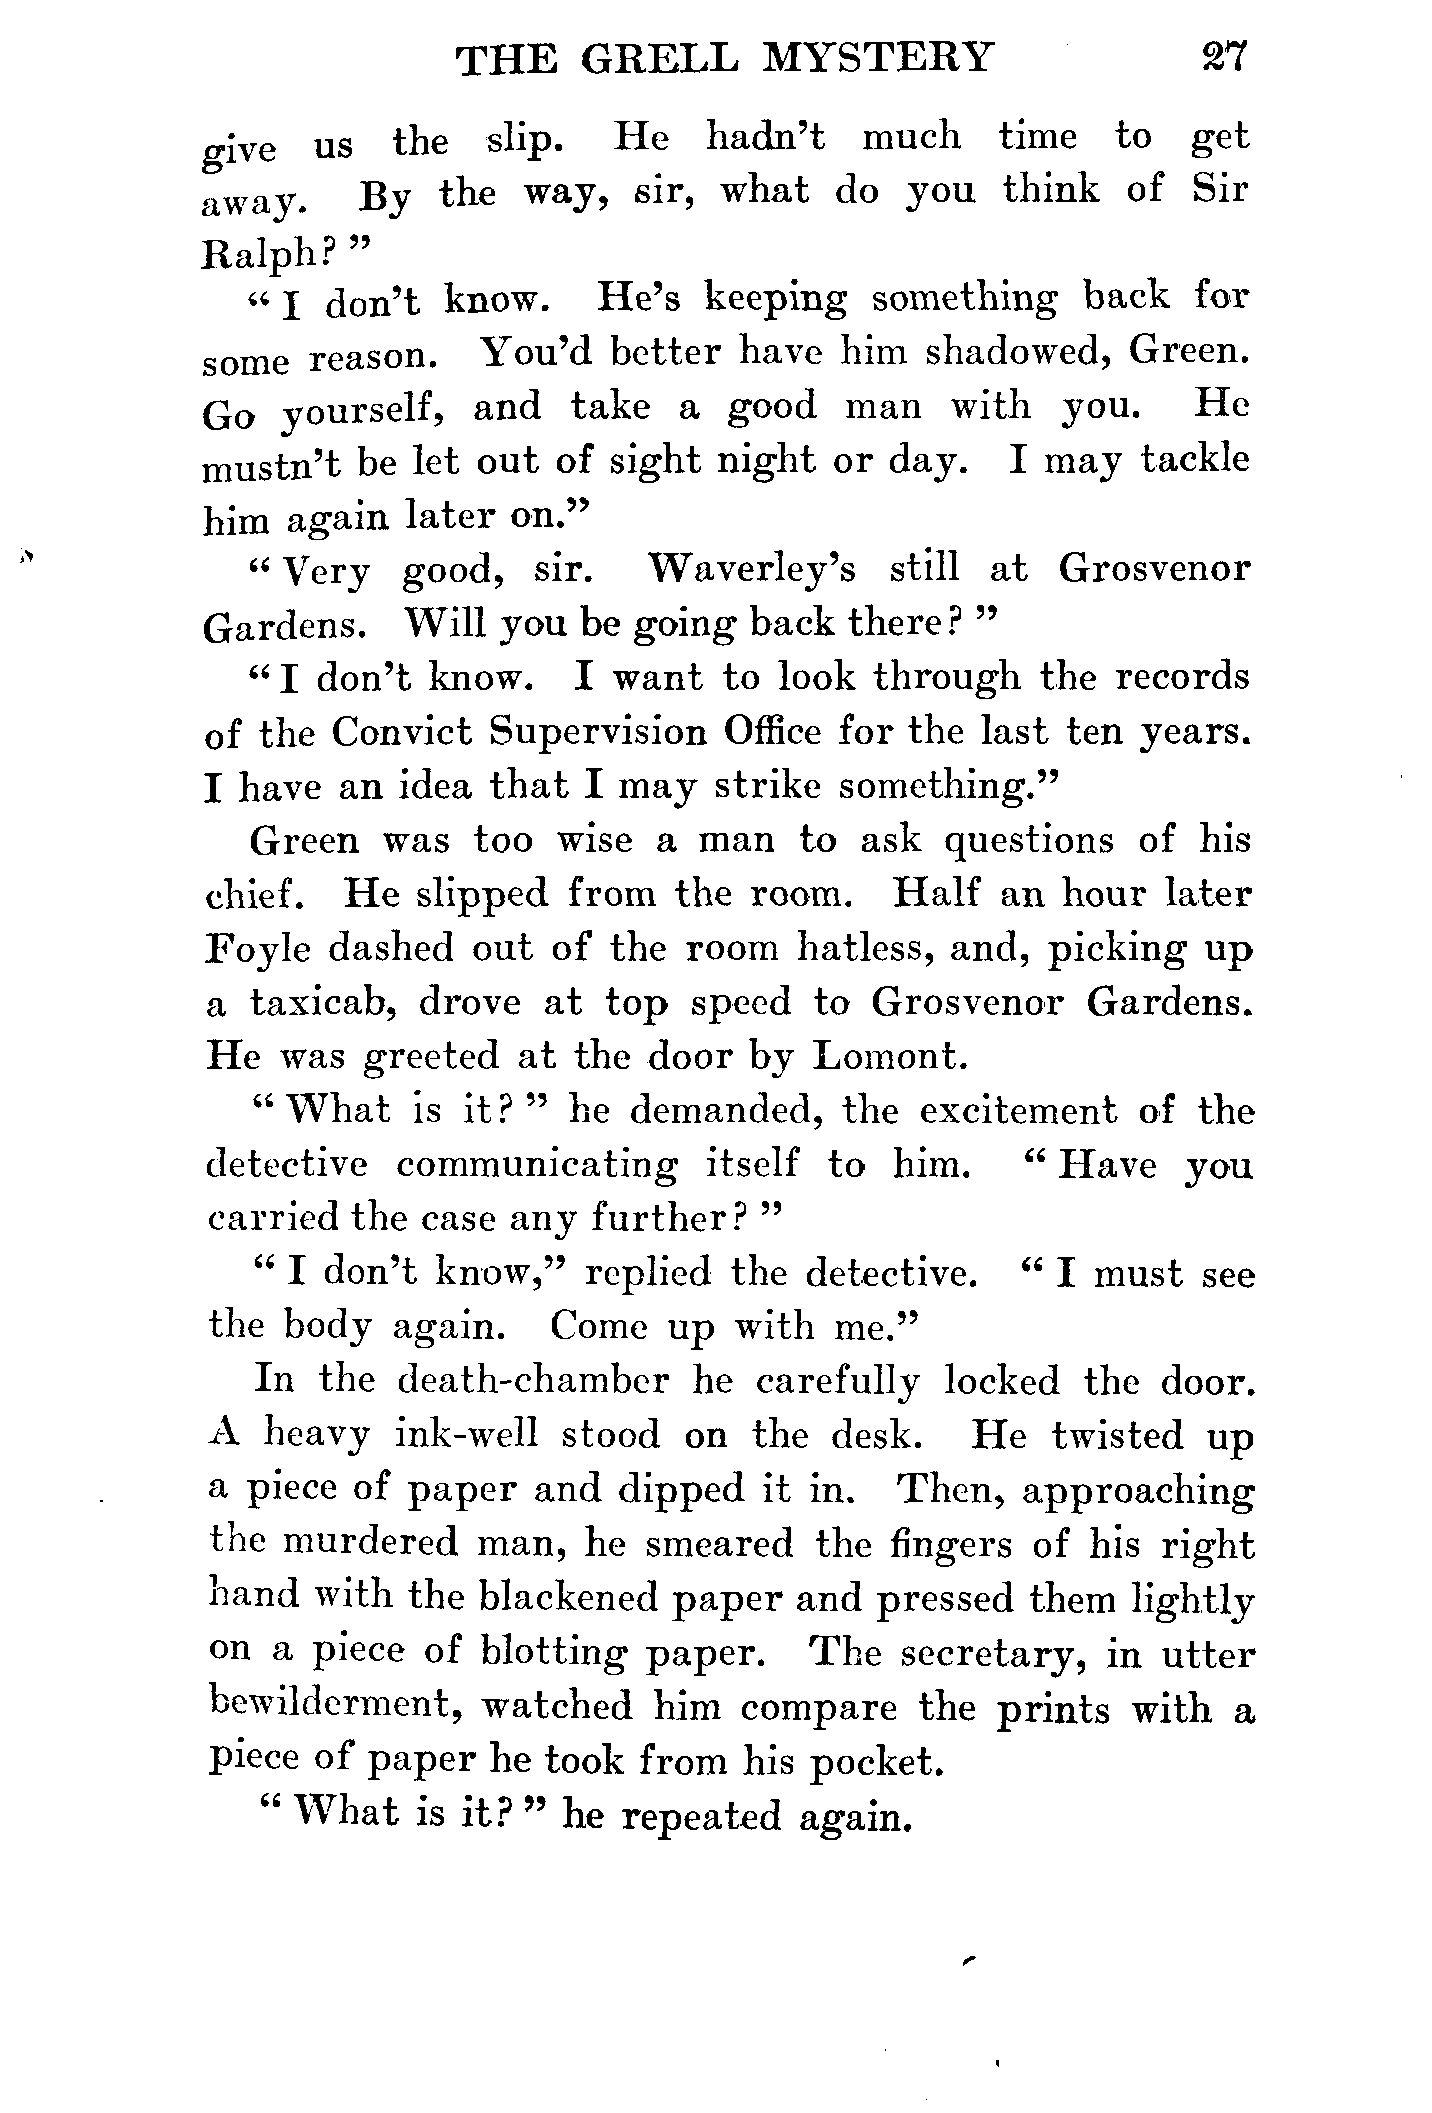 THE GRELL MYSTERY 27
give us the slip. He hadn't much time to get
away. By the way, sir, what do you think of Sir
Ralph?"
"I don't know. He's keeping something back for
some reason. You'd better have him shadowed, Green.
Go yourself, and take a good man with you. He
mustn't be let out of sight night or day. I may tackle
him again later on."
"Very good, sir. Waverley's still at Grosvenor
Gardens. Will you be going back there?"
"I don't know. I want to look through the records
of the Convict Supervision Office for the last ten years.
I have an idea that I may strike something."
Green was too wise a man to ask questions of his
chief. He slipped from the room. Half an hour later
Foyle dashed out of the room hatless, and, picking up
a taxicab, drove at top speed to Grosvenor Gardens.
He was greeted at the door by Lomont.
"What is it?" he demanded, the excitement of the
detective communicating itself to him. "Have you
carried the case any further?"
"I don't know," replied the detective. "I must see
the body again. Come up with me."
In the death-chamber he carefully locked the door.
A heavy ink-well stood on the desk. He twisted up
a piece of paper and dipped it in. Then, approaching
the murdered man, he smeared the fingers of his right
hand with the blackened paper and pressed them lightly
on a piece of blotting paper. The secretary, in utter
bewilderment, watched him compare the prints with a
piece of paper he took from his pocket.
"What is it?" he repeated again.